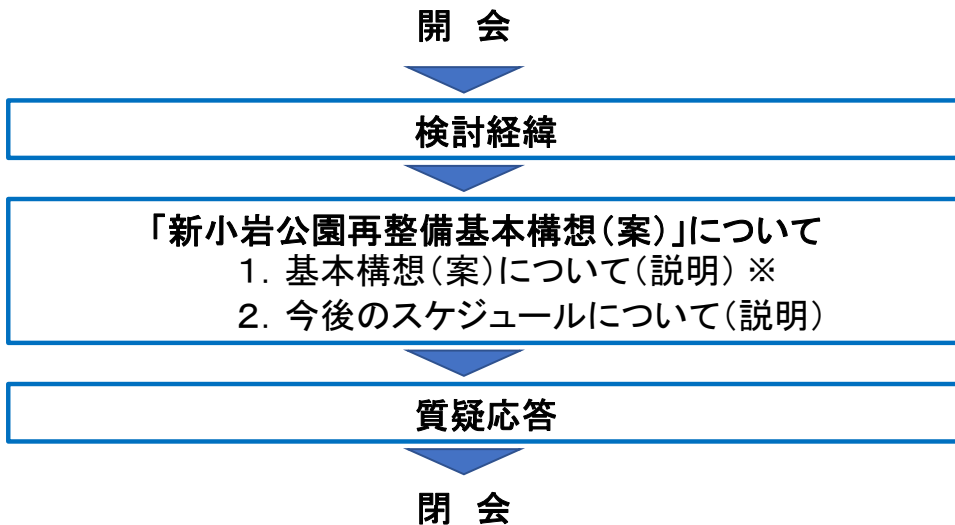 開　会
検討経緯
「新小岩公園再整備基本構想（案）」について
１．基本構想（案）について（説明）※
２．今後のスケジュールについて（説明）
質疑応答
閉　会